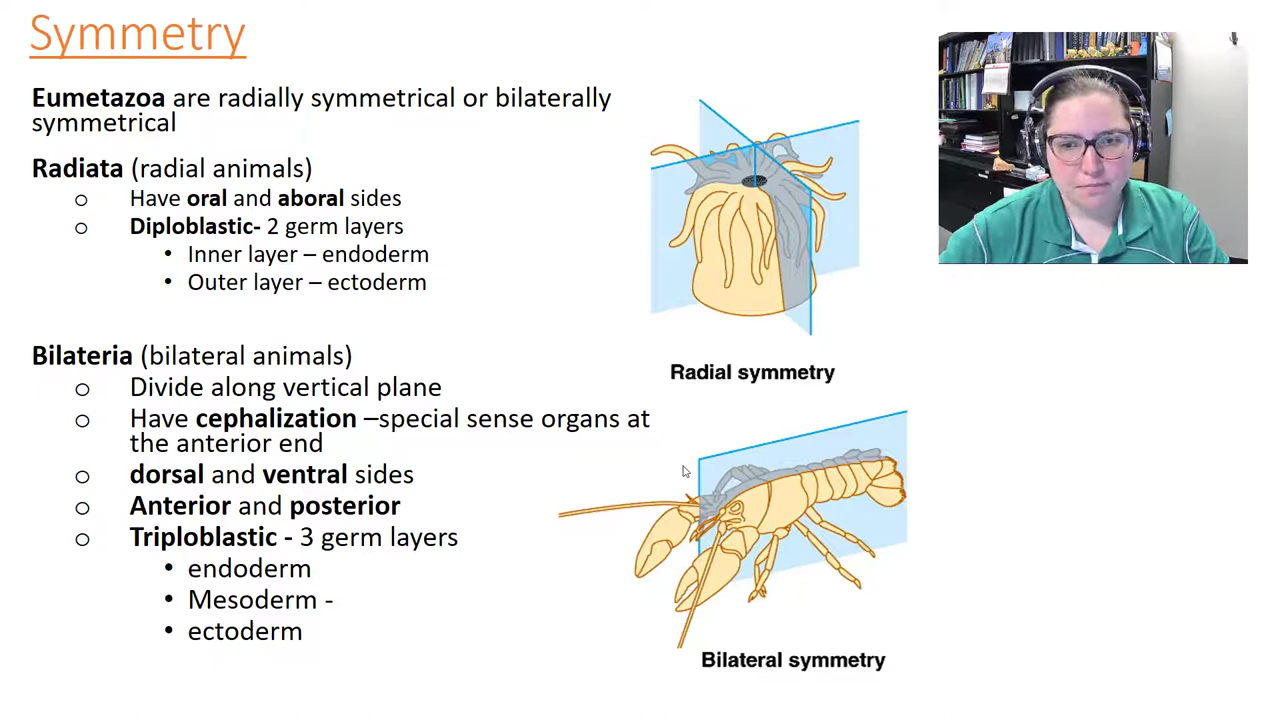 Symmetry
Eumetazoa are radially symmetrical or bilaterally
symmetrical
Radiata (radial animals)
o Have oral and aboral sides
o Diploblastic- 2 germ layers
• Inner layer – endoderm
• Outer layer – ectoderm
Radial symmetry
Bilateria (bilateral animals)
o Divide along vertical plane
o Have cephalization –special sense organs at
the anterior end
o dorsal and ventral sides
o Anterior and posterior
o Triploblastic - 3 germ layers
• endoderm
• Mesoderm -
• ectoderm
Bilateral symmetry